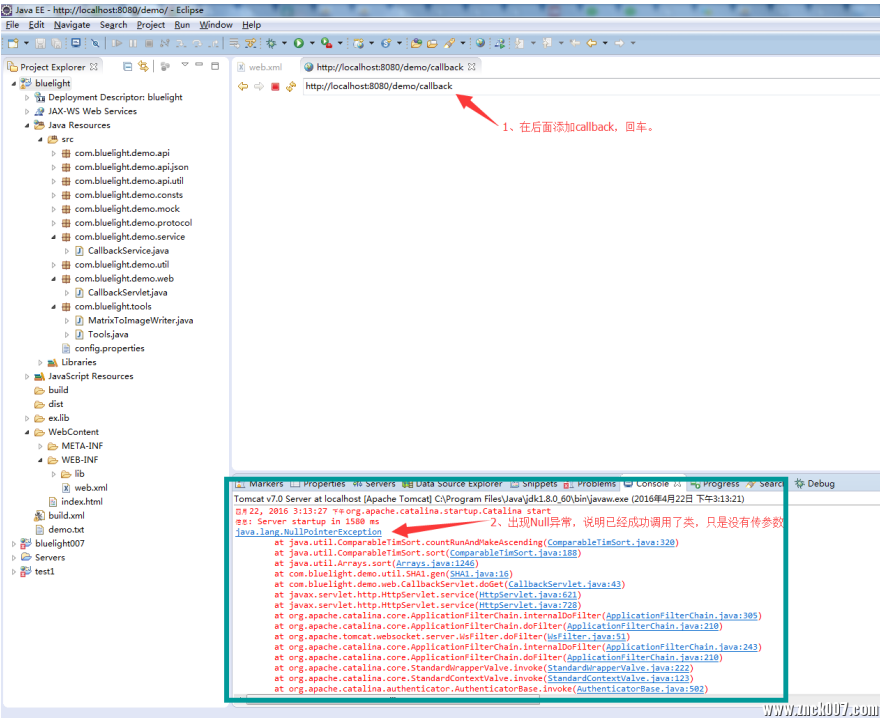 Java EE - http://localhost:8080/demo/ - Eclipse
File Edit Navigate Search Project Run Window Help
Project Explorer
web.xml
http://localhost:8080/demo/callback
http://localhost:8080/demo/callback
1、在后面添加callback，回车。
bluelight
Deployment Descriptor: bluelight
JAX-WS Web Services
Java Resources
src
com.bluelight.demo.api
com.bluelight.demo.api.json
com.bluelight.demo.api.util
com.bluelight.demo.consts
com.bluelight.demo.mock
com.bluelight.demo.protocol
com.bluelight.demo.service
CallbackService.java
com.bluelight.demo.util
com.bluelight.demo.web
CallbackServlet.java
com.bluelight.tools
MatrixToImageWriter.java
Tools.java
config.properties
Libraries
JavaScript Resources
build
dist
ex.lib
WebContent
META-INF
WEB-INF
lib
web.xml
index.html
build.xml
demo.txt
bluelight007
Servers
test1
Markers Properties Servers Data Source Explorer Snippets Problems Console Progress Search Debug
Tomcat v7.0 Server at localhost [Apache Tomcat] C:\Program Files\Java\jdk1.8.0_60\bin\javaw.exe (2016年4月22日 下午3:13:21)
四月 22, 2016 3:13:27 下午 org.apache.catalina.startup.Catalina start
信息: Server startup in 1580 ms
2、出现Null异常，说明已经成功调用了类，只是没有传参数
java.lang.NullPointerException
at java.util.ComparableTimSort.countRunAndMakeAscending(ComparableTimSort.java:320)
at java.util.ComparableTimSort.sort(ComparableTimSort.java:188)
at java.util.Arrays.sort(Arrays.java:1246)
at com.bluelight.demo.util.SHA1.gen(SHA1.java:16)
at com.bluelight.demo.web.CallbackServlet.doGet(CallbackServlet.java:43)
at javax.servlet.http.HttpServlet.service(HttpServlet.java:621)
at javax.servlet.http.HttpServlet.service(HttpServlet.java:728)
at org.apache.catalina.core.ApplicationFilterChain.internalDoFilter(ApplicationFilterChain.java:305)
at org.apache.catalina.core.ApplicationFilterChain.doFilter(ApplicationFilterChain.java:210)
at org.apache.tomcat.websocket.server.WsFilter.doFilter(WsFilter.java:51)
at org.apache.catalina.core.ApplicationFilterChain.internalDoFilter(ApplicationFilterChain.java:243)
at org.apache.catalina.core.ApplicationFilterChain.doFilter(ApplicationFilterChain.java:210)
at org.apache.catalina.core.StandardWrapperValve.invoke(StandardWrapperValve.java:222)
at org.apache.catalina.core.StandardContextValve.invoke(StandardContextValve.java:123)
at org.apache.catalina.authenticator.AuthenticatorBase.invoke(AuthenticatorBase.java:502)
www.znck007.com